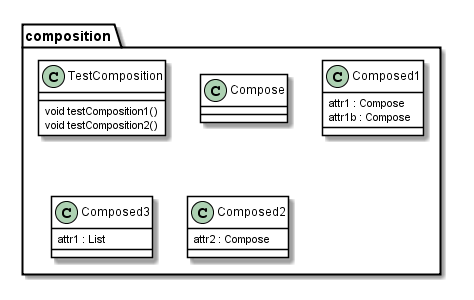 composition
C TestComposition
void testComposition1()
void testComposition2()
C Compose
C Composed1
attr1 : Compose
attr1b : Compose
C Composed3
attr1 : List
C Composed2
attr2 : Compose